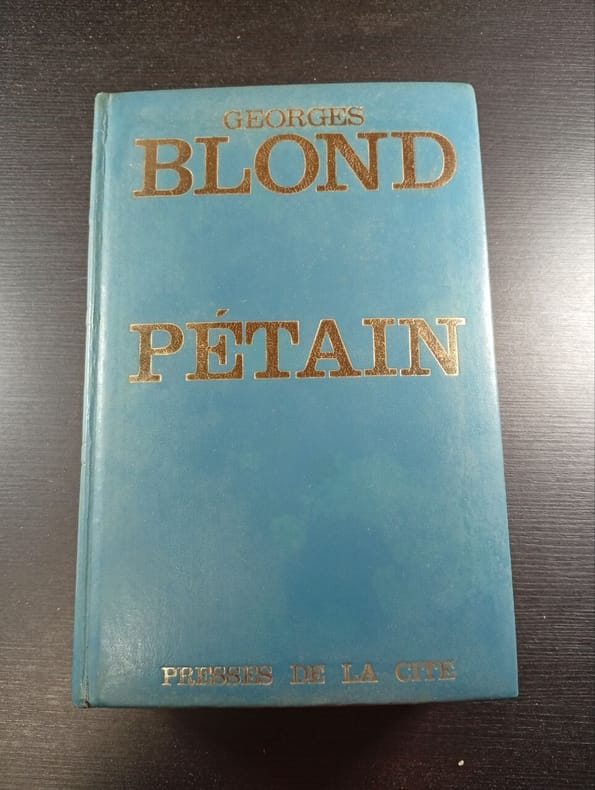 GEORGES
BLOND
PÉTAIN
PRESSES DE LA CITE